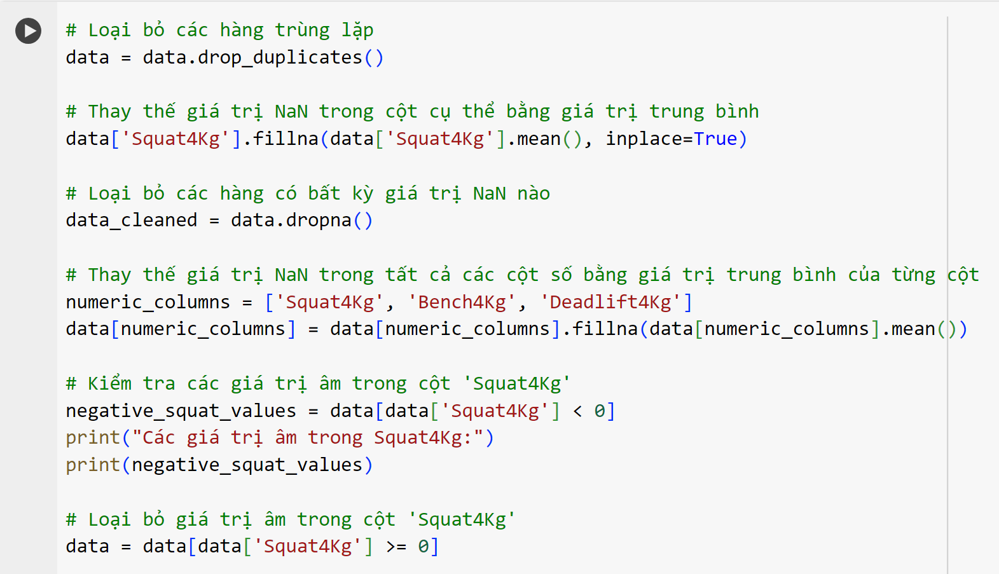 # Loại bỏ các hàng trùng lặp
data = data.drop_duplicates()
# Thay thế giá trị NaN trong cột cụ thể bằng giá trị trung bình
data['Squat4Kg'].fillna(data['Squat4Kg'].mean(), inplace=True)
# Loại bỏ các hàng có bất kỳ giá trị NaN nào
data_cleaned = data.dropna()
# Thay thế giá trị NaN trong tất cả các cột số bằng giá trị trung bình của từng cột
numeric_columns = ['Squat4Kg', 'Bench4Kg', 'Deadlift4Kg']
data[numeric_columns] = data[numeric_columns].fillna(data[numeric_columns].mean())
# Kiểm tra các giá trị âm trong cột 'Squat4Kg'
negative_squat_values = data[data['Squat4Kg'] < 0]
print("Các giá trị âm trong Squat4Kg:")
print(negative_squat_values)
# Loại bỏ giá trị âm trong cột 'Squat4Kg'
data = data[data['Squat4Kg'] >= 0]